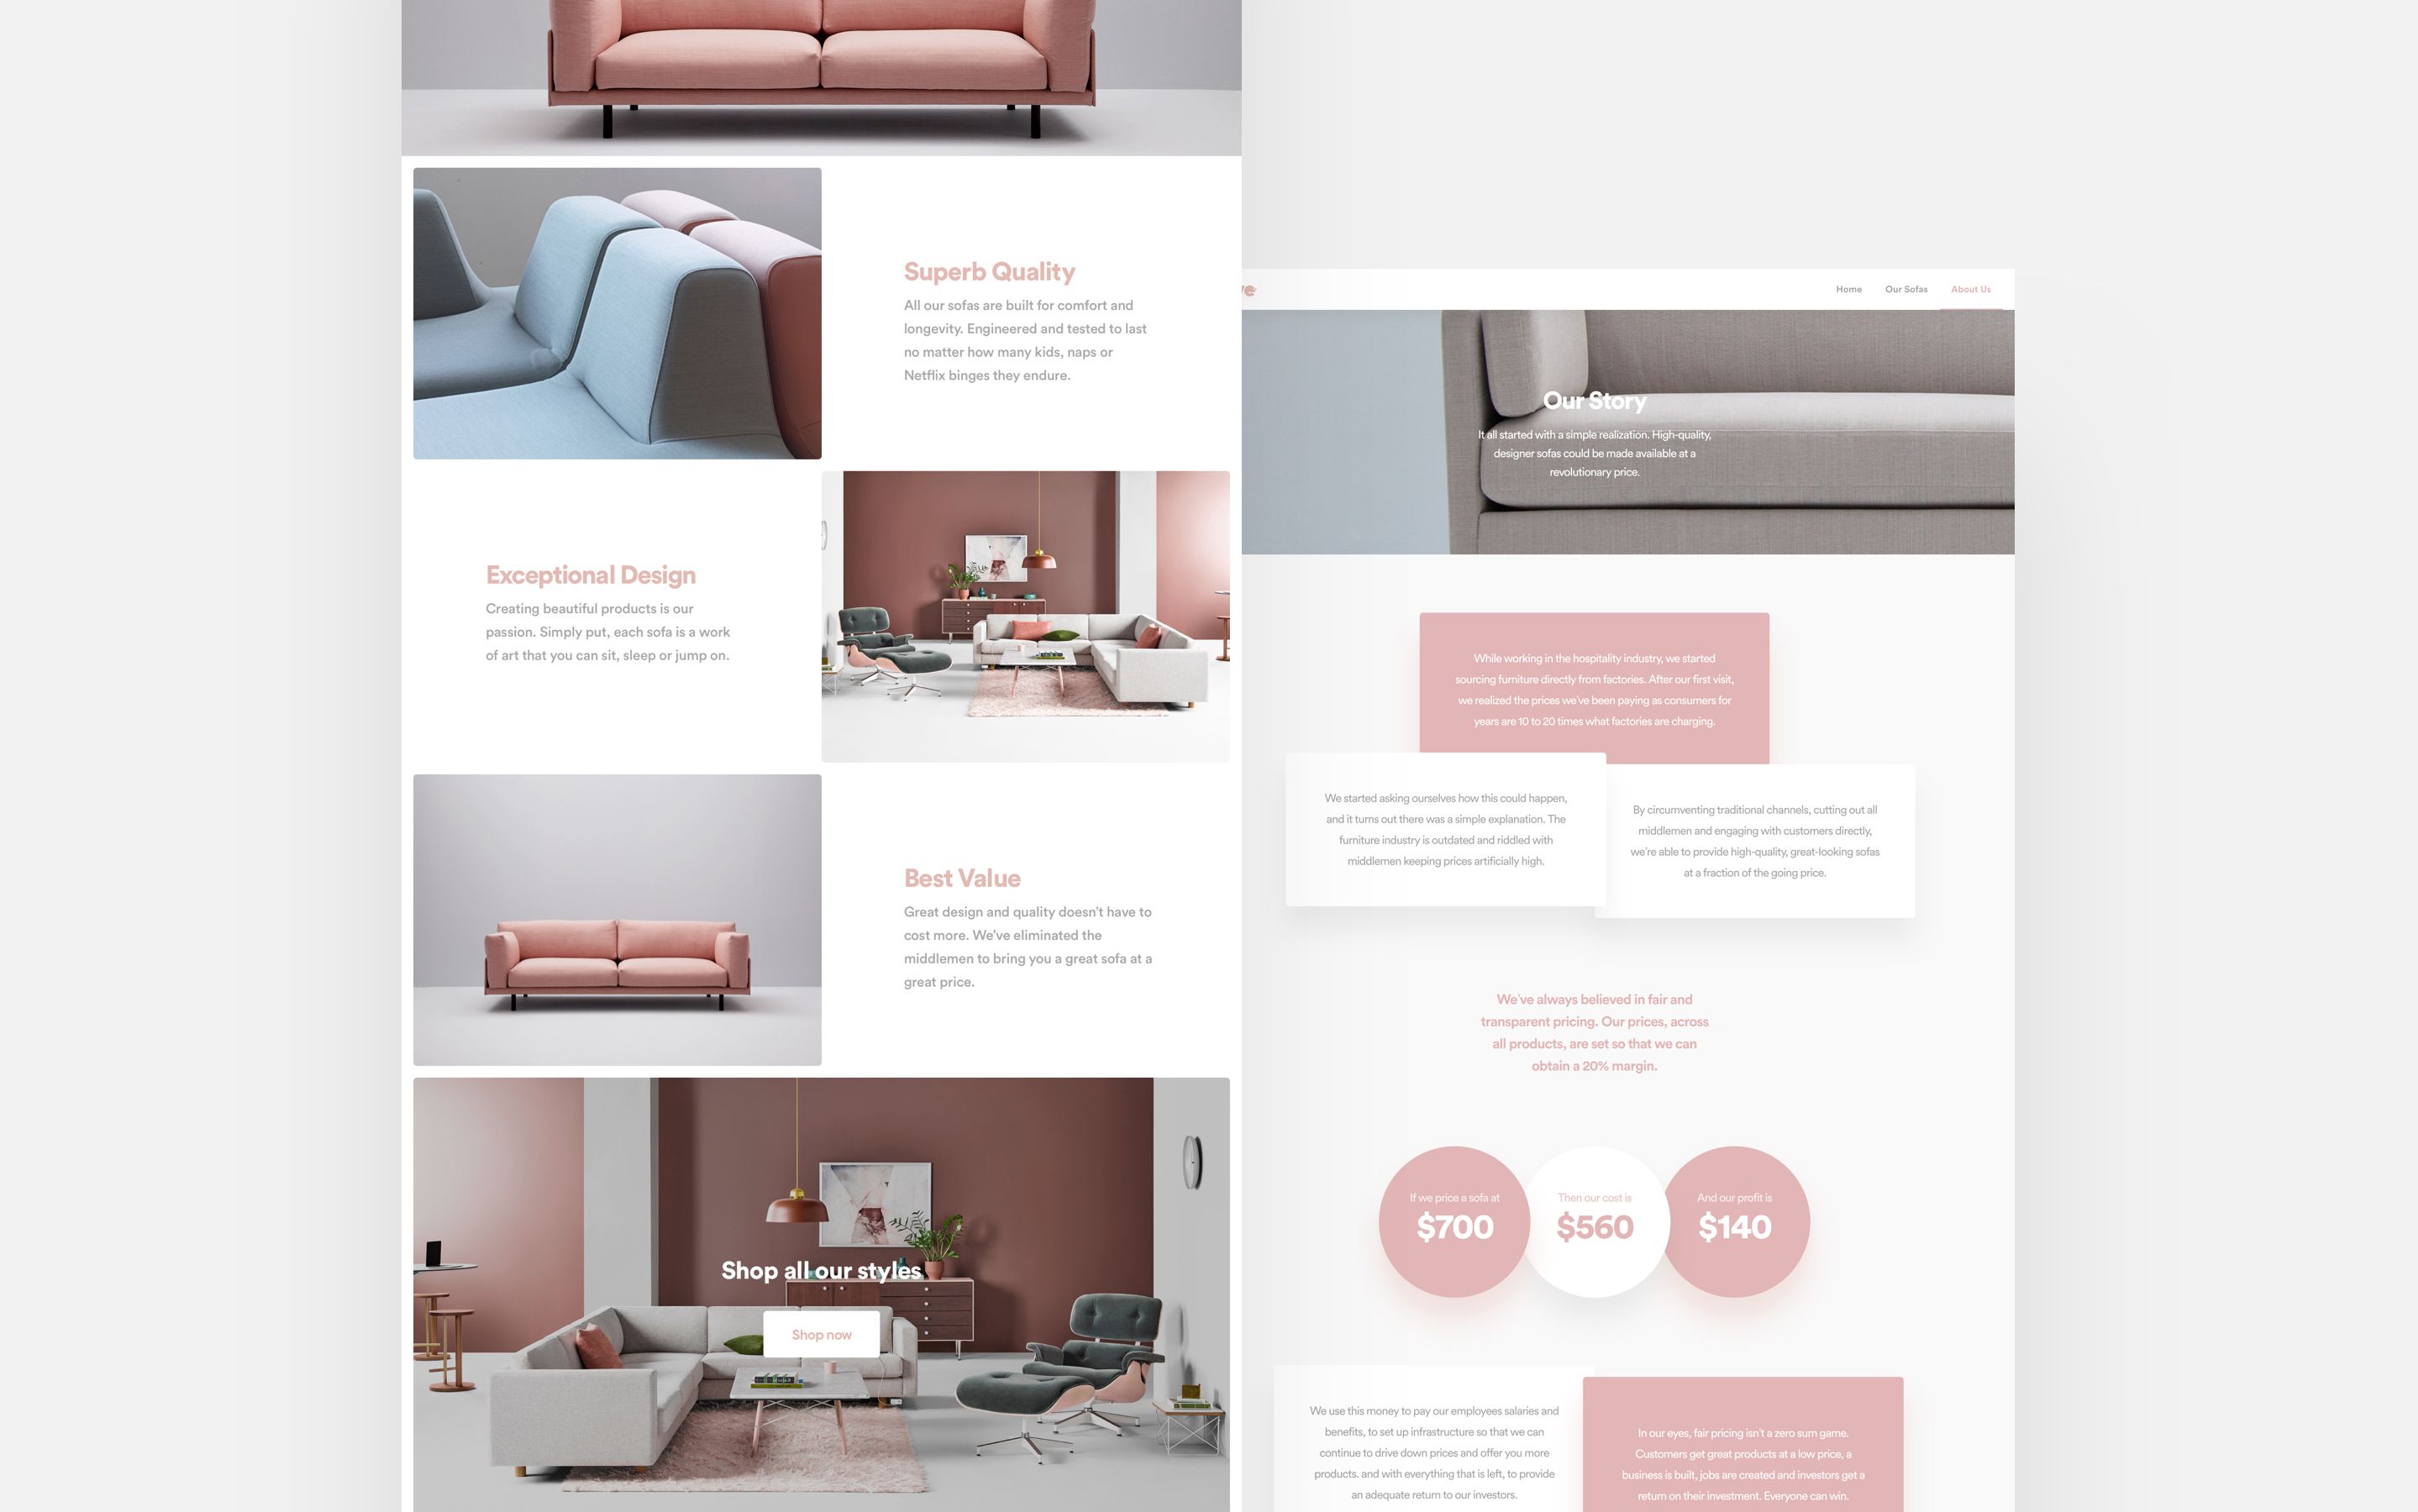 Superb Quality
All our sofas are built for comfort and
longevity. Engineered and tested to last
no matter how many kids, naps or
Netflix binges they endure.
Exceptional Design
Creating beautiful products is our
passion. Simply put, each sofa is a work
of art that you can sit, sleep or jump on.
Best Value
Great design and quality doesn't have to
cost more. We've eliminated the
middlemen to bring you a great sofa at a
great price.
Shop all our styles
Shop now
Home Our Sofas About Us
Our Story
It all started with a simple realization. High-quality,
designer sofas could be made available at a
revolutionary price.
While working in the hospitality industry, we started
sourcing furniture directly from factories. After our first visit,
we realized the prices we've been paying as consumers for
years are 10 to 20 times what factories are charging.
We started asking ourselves how this could happen,
and it turns out there was a simple explanation. The
furniture industry is outdated and riddled with
middlemen keeping prices artificially high.
By circumventing traditional channels, cutting out all
middlemen and engaging with customers directly,
we're able to provide high-quality, great-looking sofas
at a fraction of the going price.
We've always believed in fair and
transparent pricing. Our prices, across
all products, are set so that we can
obtain a 20% margin.
If we price a sofa at
$700
Then our cost is
$560
And our profit is
$140
We use this money to pay our employees salaries and
benefits, to set up infrastructure so that we can
continue to drive down prices and offer you more
products. and with everything that is left, to provide
an adequate return to our investors.
In our eyes, fair pricing isn't a zero sum game.
Customers get great products at a low price, a
business is built, jobs are created and investors get a
return on their investment. Everyone can win.